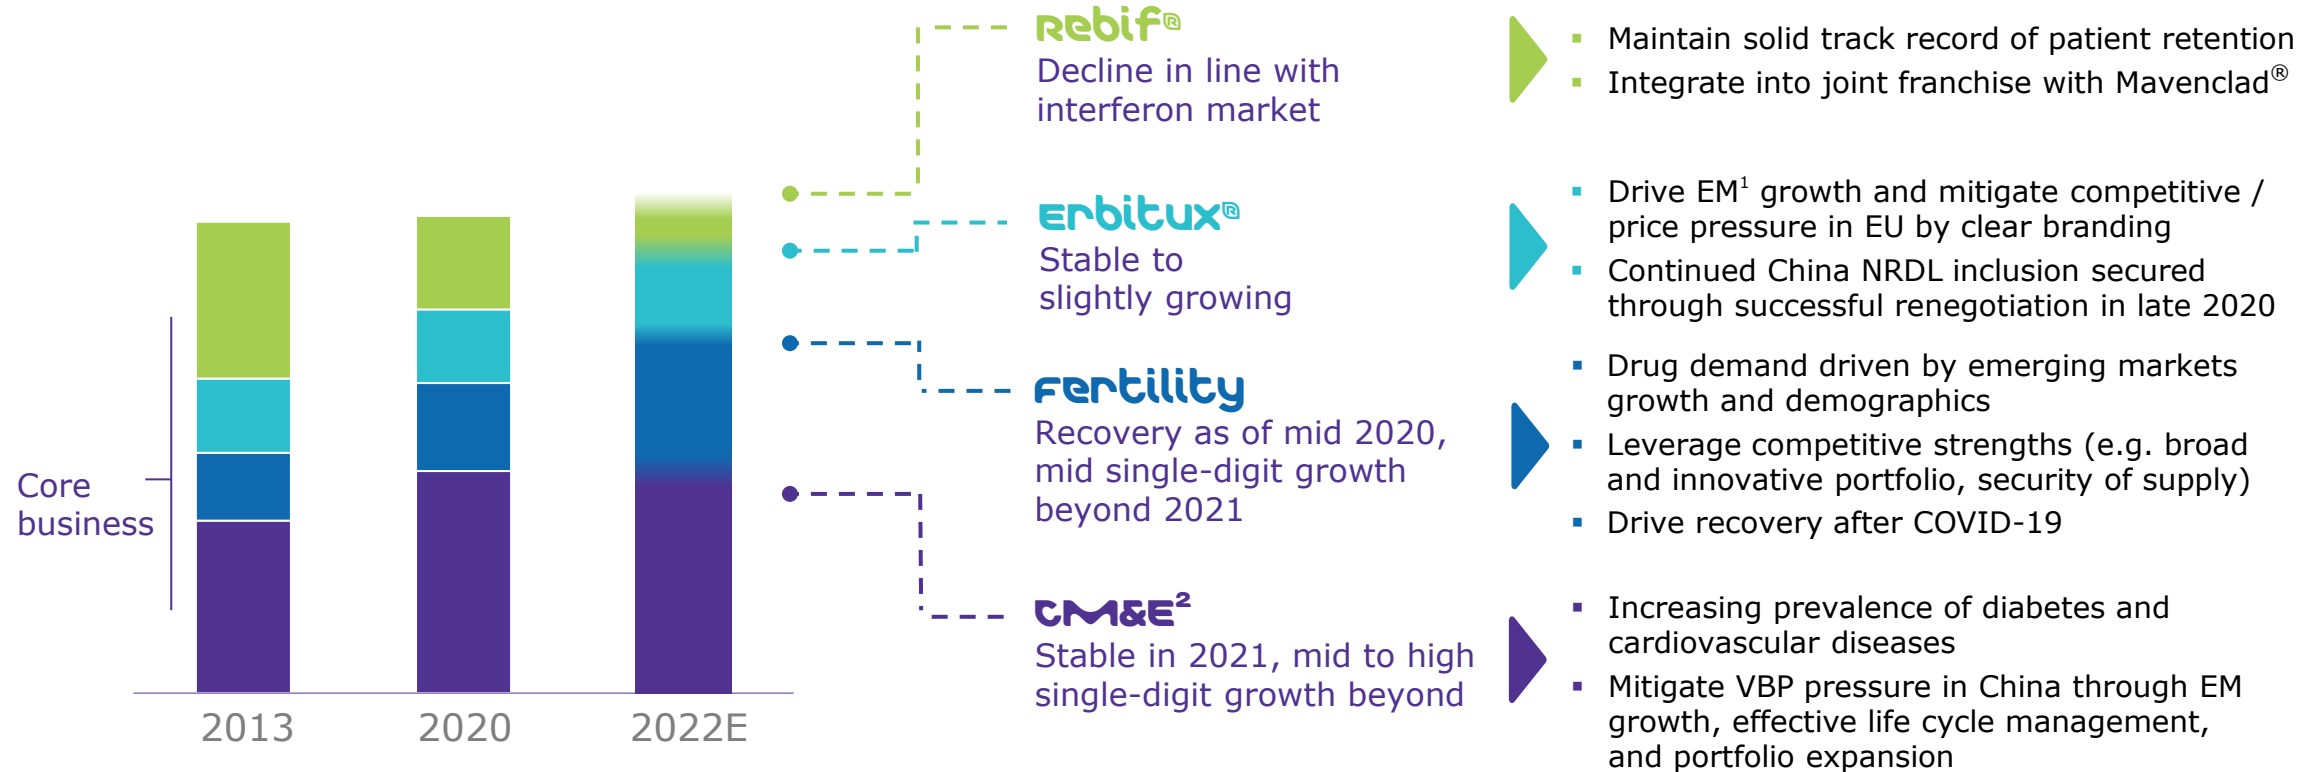 Core
business
2013
2020
2022E
Rebif®
Decline in line with
interferon market
▪ Maintain solid track record of patient retention
▪ Integrate into joint franchise with Mavenclad®
Erbitux®
Stable to
slightly growing
▪ Drive EM¹ growth and mitigate competitive /
price pressure in EU by clear branding
▪ Continued China NRDL inclusion secured
through successful renegotiation in late 2020
Fertility
Recovery as of mid 2020,
mid single-digit growth
beyond 2021
▪ Drug demand driven by emerging markets
growth and demographics
▪ Leverage competitive strengths (e.g. broad
and innovative portfolio, security of supply)
▪ Drive recovery after COVID-19
CM&E²
Stable in 2021, mid to high
single-digit growth beyond
▪ Increasing prevalence of diabetes and
cardiovascular diseases
▪ Mitigate VBP pressure in China through EM
growth, effective life cycle management,
and portfolio expansion